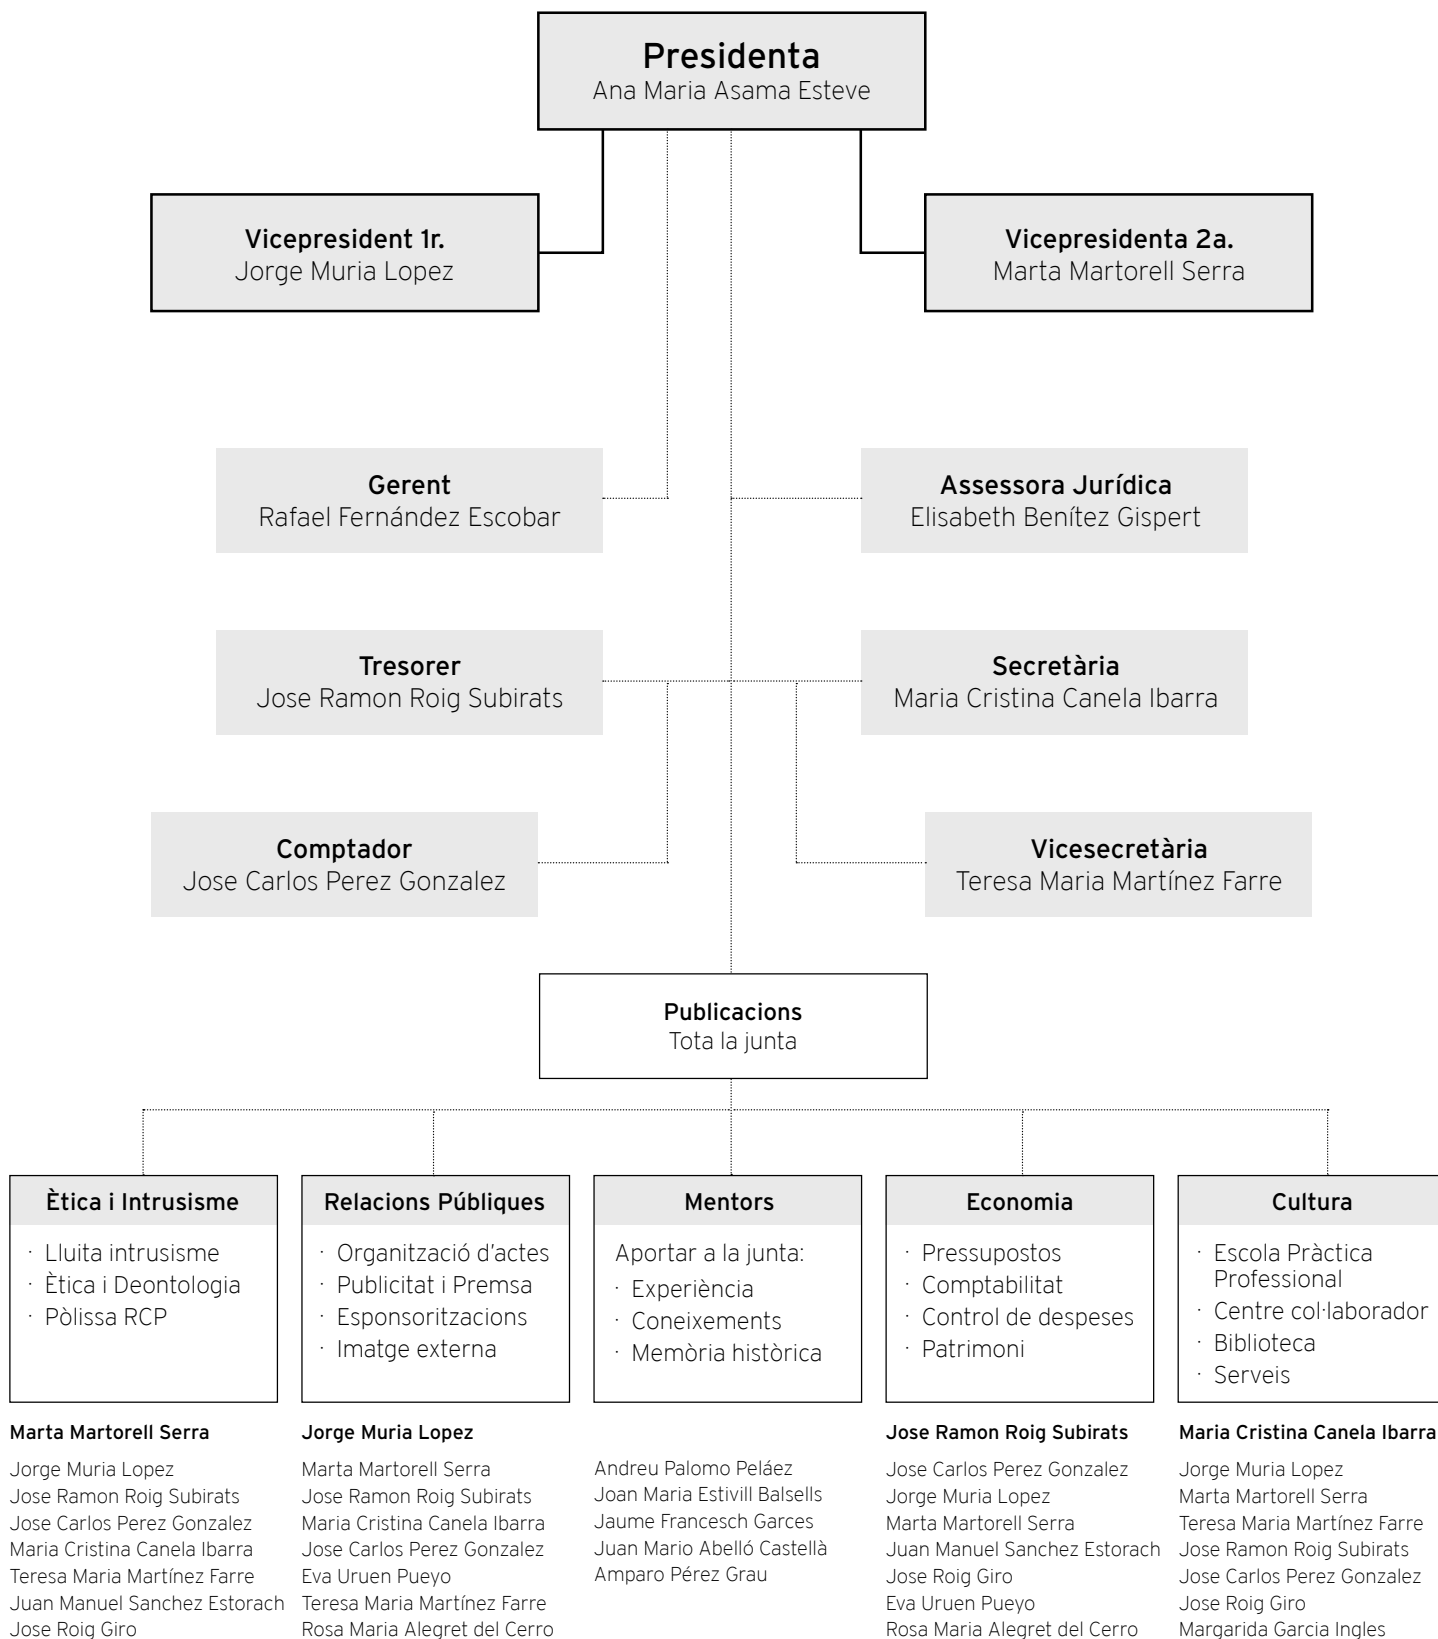 Presidenta
Ana Maria Asama Esteve
Vicepresident 1r.
Jorge Muria Lopez
Vicepresidenta 2a.
Marta Martorell Serra
Gerent
Rafael Fernández Escobar
Assessora Jurídica
Elisabeth Benítez Gispert
Tresorer
Jose Ramon Roig Subirats
Secretària
Maria Cristina Canela Ibarra
Comptador
Jose Carlos Perez Gonzalez
Vicesecretària
Teresa Maria Martínez Farre
Publicacions
Tota la junta
Ètica i Intrusisme
· Lluita intrusisme
· Ètica i Deontologia
· Pòlissa RCP
Marta Martorell Serra
Jorge Muria Lopez
Jose Ramon Roig Subirats
Jose Carlos Perez Gonzalez
Maria Cristina Canela Ibarra
Teresa Maria Martínez Farre
Juan Manuel Sanchez Estorach
Jose Roig Giro
Relacions Públiques
· Organització d'actes
· Publicitat i Premsa
· Esponsoritzacions
· Imatge externa
Jorge Muria Lopez
Marta Martorell Serra
Jose Ramon Roig Subirats
Maria Cristina Canela Ibarra
Jose Carlos Perez Gonzalez
Eva Uruen Pueyo
Teresa Maria Martínez Farre
Rosa Maria Alegret del Cerro
Mentors
Aportar a la junta:
· Experiència
· Coneixements
· Memòria històrica
Andreu Palomo Peláez
Joan Maria Estivill Balsells
Jaume Francesch Garces
Juan Mario Abelló Castellà
Amparo Pérez Grau
Economia
· Pressupostos
· Comptabilitat
· Control de despeses
· Patrimoni
Jose Ramon Roig Subirats
Jose Carlos Perez Gonzalez
Jorge Muria Lopez
Marta Martorell Serra
Juan Manuel Sanchez Estorach
Jose Roig Giro
Eva Uruen Pueyo
Rosa Maria Alegret del Cerro
Cultura
· Escola Pràctica
Professional
· Centre col·laborador
· Biblioteca
· Serveis
Maria Cristina Canela Ibarra
Jorge Muria Lopez
Marta Martorell Serra
Teresa Maria Martínez Farre
Jose Ramon Roig Subirats
Jose Carlos Perez Gonzalez
Jose Roig Giro
Margarida Garcia Ingles